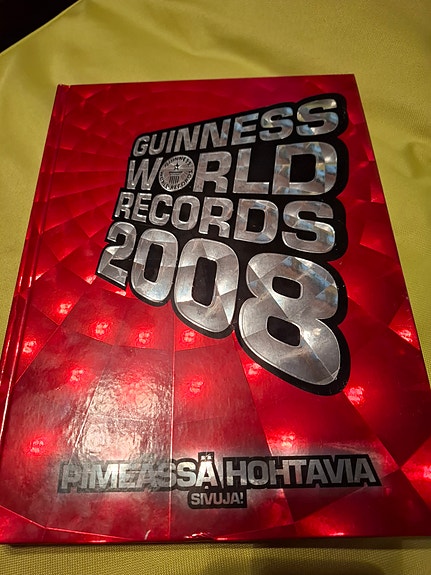 GUINNESS
WORLD
RECORDS
2008
PIMEÄSSÄ HOHTAVIA
SIVUJA!